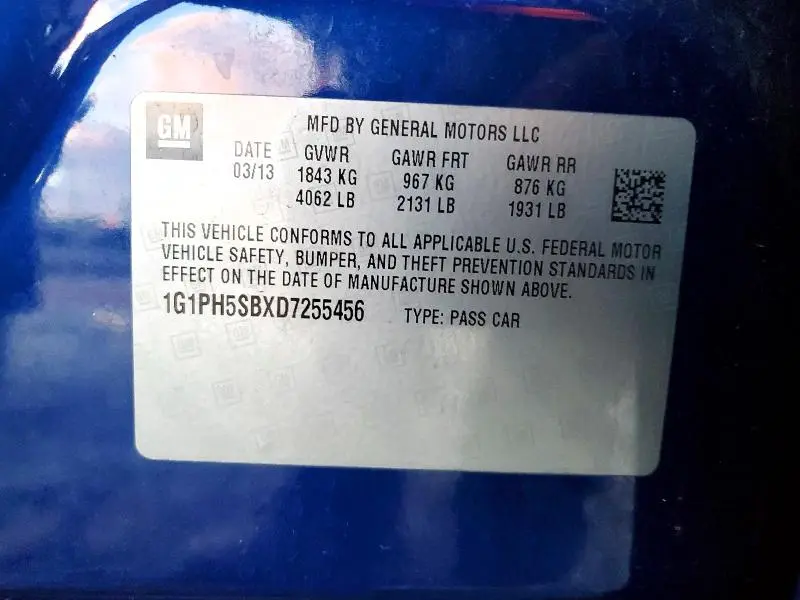 GM
MFD BY GENERAL MOTORS LLC
DATE GVWR GAWR FRT GAWR RR
03/13 1843 KG 967 KG 876 KG
4062 LB 2131 LB 1931 LB
THIS VEHICLE CONFORMS TO ALL APPLICABLE U.S. FEDERAL MOTOR
VEHICLE SAFETY, BUMPER, AND THEFT PREVENTION STANDARDS IN
EFFECT ON THE DATE OF MANUFACTURE SHOWN ABOVE.
1G1PH5SBXD7255456 TYPE: PASS CAR